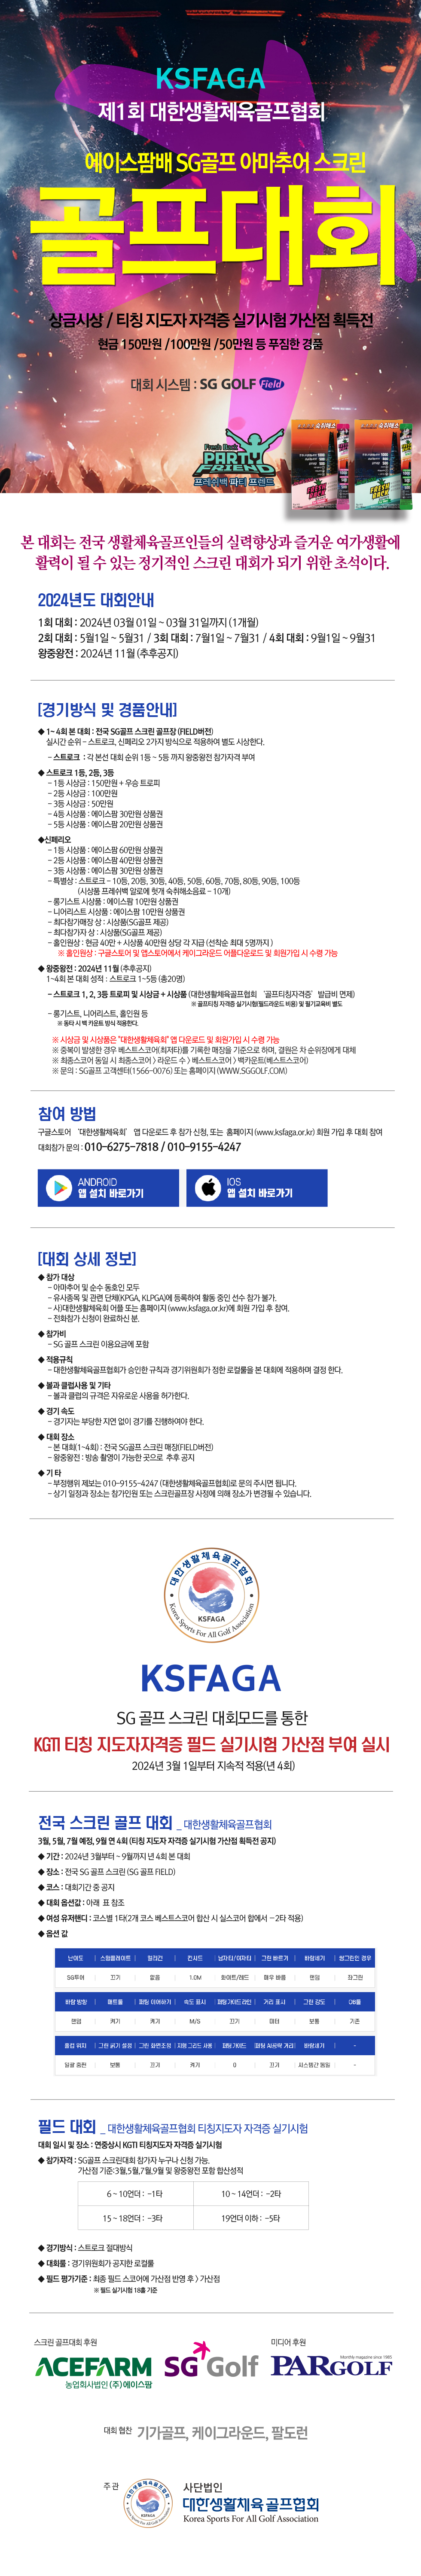 KSFAGA
제1회 대한생활체육골프협회
에이스팜배 SG골프 아마추어 스크린
골프대회
상금시상 / 티칭 지도자 자격증 실기시험 가산점 획득전
현금 150만원 /100만원 /50만원 등 푸짐한 경품
대회 시스템 : SG GOLF Field
Fresh Back
PARTY
FRIEND
프레쉬백 파티 프렌드
본 대회는 전국 생활체육골프인들의 실력향상과 즐거운 여가생활에
활력이 될 수 있는 정기적인 스크린 대회가 되기 위한 초석이다.
2024년도 대회안내
1회 대회 : 2024년 03월 01일 ~ 03월 31일까지 (1개월)
2회 대회 : 5월1일 ~ 5월31 / 3회 대회 : 7월1일 ~ 7월31 / 4회 대회 : 9월1일 ~ 9월31
왕중왕전 : 2024년 11월 (추후공지)
[경기방식 및 경품안내]
◆ 1~ 4회 본 대회 : 전국 SG골프 스크린 골프장 (FIELD버전)
실시간 순위 - 스트로크, 신페리오 2가지 방식으로 적용하여 별도 시상한다.
- 스트로크 : 각 본선 대회 순위 1등 ~ 5등 까지 왕중왕전 참가자격 부여
◆ 스트로크 1등, 2등, 3등
- 1등 시상금 : 150만원 + 우승 트로피
- 2등 시상금 : 100만원
- 3등 시상금 : 50만원
- 4등 시상품 : 에이스팜 30만원 상품권
- 5등 시상품 : 에이스팜 20만원 상품권
◆신페리오
- 1등 시상품 : 에이스팜 60만원 상품권
- 2등 시상품 : 에이스팜 40만원 상품권
- 3등 시상품 : 에이스팜 30만원 상품권
- 특별상 : 스트로크 - 10등, 20등, 30등, 40등, 50등, 60등, 70등, 80등, 90등, 100등
(시상품 프레쉬백 알로에 헛개 숙취해소음료 - 10개)
- 롱기스트 시상품 : 에이스팜 10만원 상품권
- 니어리스트 시상품 : 에이스팜 10만원 상품권
- 최다참가매장 상 : 시상품(SG골프 제공)
- 최다참가자 상 : 시상품(SG골프 제공)
- 홀인원상 : 현금 40만 + 시상품 40만원 상당 각 지급 (선착순 최대 5명까지 )
※ 홀인원상 : 구글스토어 및 앱스토어에서 케이그라운드 어플다운로드 및 회원가입 시 수령 가능
◆ 왕중왕전 : 2024년 11월 (추후공지)
1~4회 본 대회 성적 : 스트로크 1~5등 (총20명)
- 스트로크 1, 2, 3등 트로피 및 시상금 + 시상품 (대한생활체육골프협회 ‘골프티칭자격증’ 발급비 면제)
※ 골프티칭 자격증 실기시험(필드라운드 비용) 및 필기교육비 별도
- 롱기스트, 니어리스트, 홀인원 등
※ 동타 시 백 카운트 방식 적용한다.
※ 시상금 및 시상품은 "대한생활체육회" 앱 다운로드 및 회원가입 시 수령 가능
※ 중복이 발생한 경우 베스트스코어(최저타)를 기록한 매장을 기준으로 하며, 결원은 차 순위장에게 대체
※ 최종스코어 동일 시 최종스코어 > 라운드 수 > 베스트스코어 > 백카운트(베스트스코어)
※ 문의 : SG골프 고객센터(1566-0076) 또는 홈페이지 (WWW.SGGOLF.COM)
참여 방법
구글스토어 ‘대한생활체육회’ 앱 다운로드 후 참가 신청, 또는 홈페이지 (www.ksfaga.or.kr) 회원 가입 후 대회 참여
대회참가 문의 : 010-6275-7818 / 010-9155-4247
ANDROID
앱 설치 바로가기
IOS
앱 설치 바로가기
[대회 상세 정보]
◆ 참가 대상
- 아마추어 및 순수 동호인 모두
- 유사종목 및 관련 단체(KPGA, KLPGA)에 등록하여 활동 중인 선수 참가 불가.
- 사)대한생활체육회 어플 또는 홈페이지 (www.ksfaga.or.kr)에 회원 가입 후 참여.
- 전화참가 신청이 완료하신 분.
◆ 참가비
- SG 골프 스크린 이용요금에 포함
◆ 적용규칙
- 대한생활체육골프협회가 승인한 규칙과 경기위원회가 정한 로컬룰을 본 대회에 적용하며 결정 한다.
◆ 볼과 클럽사용 및 기타
- 볼과 클럽의 규격은 자유로운 사용을 허가한다.
◆ 경기 속도
- 경기자는 부당한 지연 없이 경기를 진행하여야 한다.
◆ 대회 장소
- 본 대회(1~4회) : 전국 SG골프 스크린 매장(FIELD버전)
- 왕중왕전 : 방송 촬영이 가능한 곳으로 추후 공지
◆ 기 타
- 부정행위 제보는 010-9155-4247 (대한생활체육골프협회)로 문의 주시면 됩니다.
- 상기 일정과 장소는 참가인원 또는 스크린골프장 사정에 의해 장소가 변경될 수 있습니다.
대한생활체육골프협회
KSFAGA
Korea Sports For All Golf Association
KSFAGA
SG 골프 스크린 대회모드를 통한
KGTI 티칭 지도자자격증 필드 실기시험 가산점 부여 실시
2024년 3월 1일부터 지속적 적용(년 4회)
전국 스크린 골프 대회 _ 대한생활체육골프협회
3월, 5월, 7월 예정, 9월 연 4회 (티칭 지도자 자격증 실기시험 가산점 획득전 공지)
◆ 기간 : 2024년 3월부터 ~ 9월까지 년 4회 본 대회
◆ 장소 : 전국 SG 골프 스크린 (SG 골프 FIELD)
◆ 코스 : 대회기간 중 공지
◆ 대회 옵션값 : 아래 표 참조
◆ 여성 유저핸디 : 코스별 1타(2개 코스 베스트스코어 합산 시 실스코어 합에서 -2타 적용)
◆ 옵션 값
난이도 | 스윙플레이트 | 멀리건 | 컨시드 | 남자티/여자티 | 그린 빠르기 | 바람세기 | 원그린인 경우
SG투어 끄기 없음 1.0M 화이트/레드 매우 빠름 랜덤 좌그린
바람 방향 | 매트룰 | 퍼팅 이어하기 | 속도 표시 | 퍼팅가이드라인 | 거리 표시 | 그린 강도 | OB룰
랜덤 켜기 켜기 M/S 끄기 미터 보통 기존
홀컵 위치 | 그린 읽기 설정 | 그린 화면조정 | 지형 그리드 사용 | 퍼팅가이드 | 퍼팅 AI공략 거리 | 바람세기 | -
일괄 중핀 보통 끄기 켜기 0 끄기 시스템간 동일 -
필드 대회 _ 대한생활체육골프협회 티칭지도자 자격증 실기시험
대회 일시 및 장소 : 연중상시 KGTI 티칭지도자 자격증 실기시험
◆ 참가자격 : SG골프 스크린대회 참가자 누구나 신청 가능.
가산점 기준:3월,5월,7월,9월 및 왕중왕전 포함 합산성적
6 ~ 10언더 : -1타 10 ~ 14언더 : -2타
15 ~ 18언더 : -3타 19언더 이하 : -5타
◆ 경기방식 : 스트로크 절대방식
◆ 대회룰 : 경기위원회가 공지한 로컬룰
◆ 필드 평가기준 : 최종 필드 스코어에 가산점 반영 후 > 가산점
※ 필드 실기시험 18홀 기준
스크린 골프대회 후원
ACEFARM
농업회사법인 (주)에이스팜
SG Golf
미디어 후원
Monthly magazine since 1985
PARGOLF
대회 협찬 기가골프, 케이그라운드, 팔도런
주 관
대한생활체육골프협회
KSFAGA
사단법인
대한생활체육골프협회
Korea Sports For All Golf Association